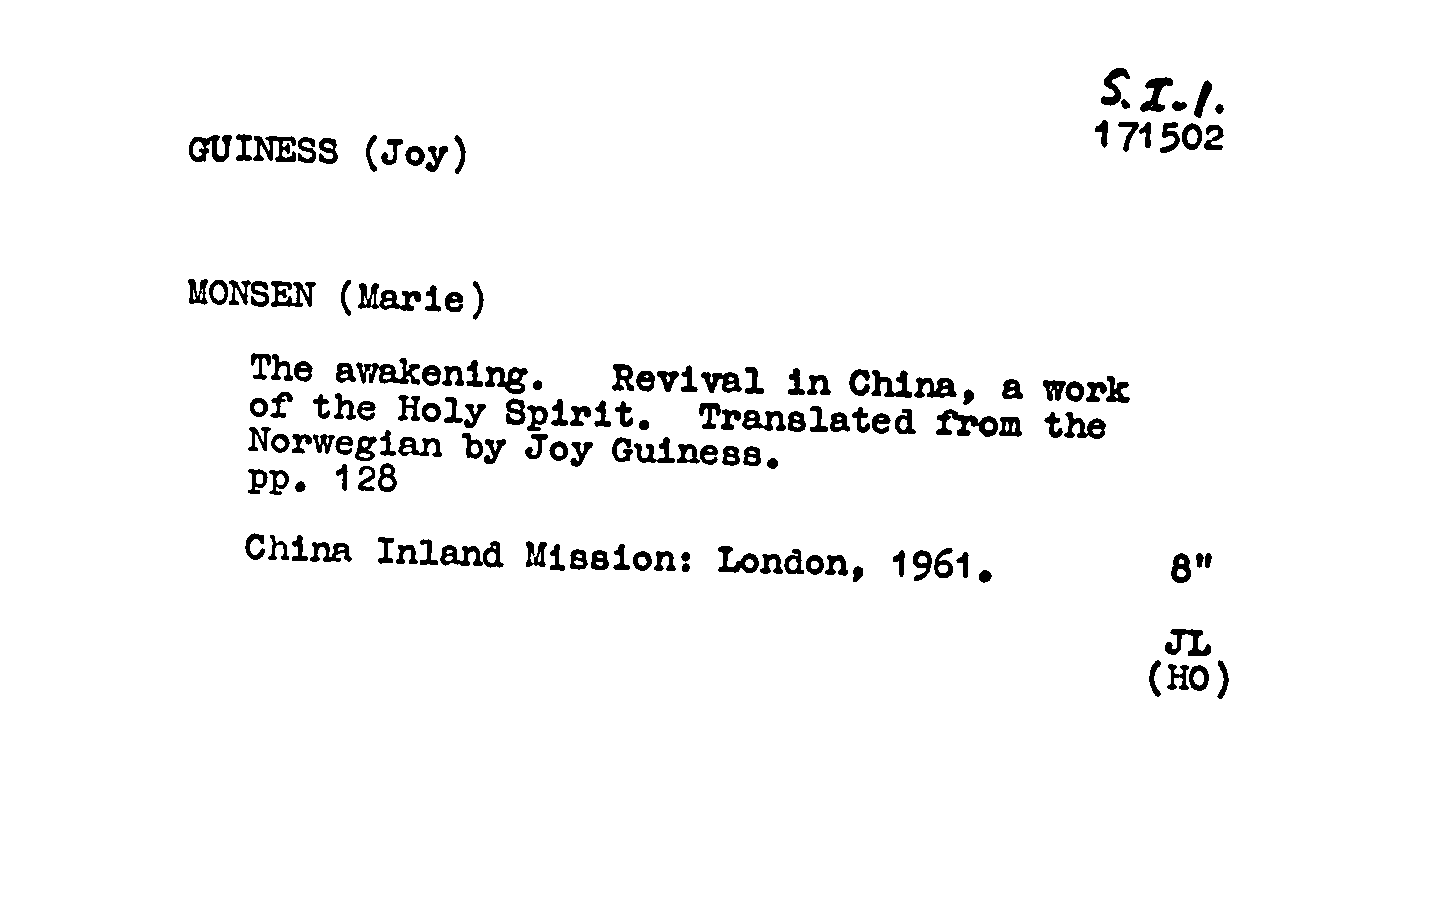 S.I.1.
171502
GUINESS (Joy)
MONSEN (Marie)
The awakening. Revival in China, a work
of the Holy Spirit. Translated from the
Norwegian by Joy Guiness.
pp. 128
China Inland Mission: London, 1961. 8"
JL
(HO)